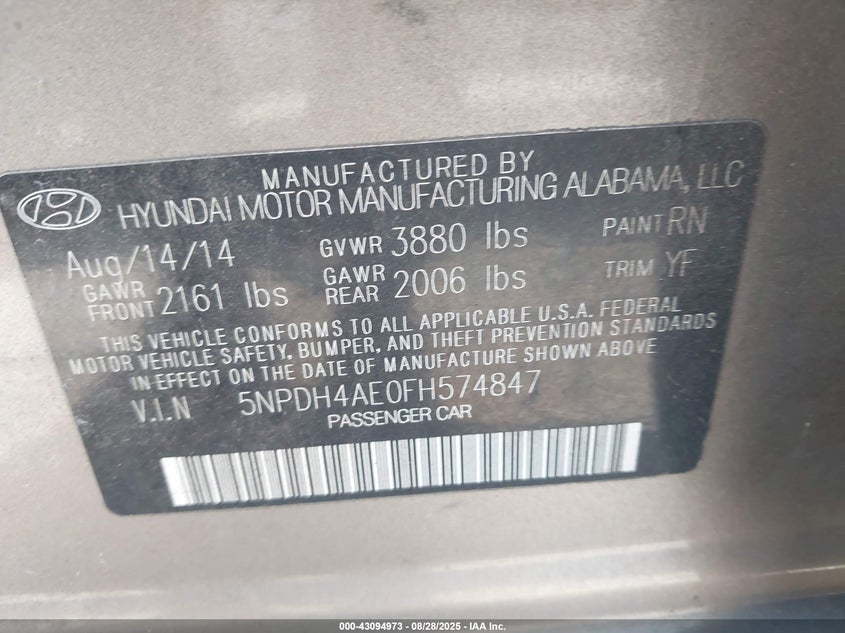 MANUFACTURED BY
HYUNDAI MOTOR MANUFACTURING ALABAMA, LLC
Aug/14/14 GVWR 3880 lbs PAINT RN
GAWR FRONT 2161 lbs GAWR REAR 2006 lbs TRIM YF
THIS VEHICLE CONFORMS TO ALL APPLICABLE U.S.A. FEDERAL
MOTOR VEHICLE SAFETY, BUMPER, AND THEFT PREVENTION STANDARDS
IN EFFECT ON THE DATE OF MANUFACTURE SHOWN ABOVE
V.I.N 5NPDH4AE0FH574847
PASSENGER CAR
000-43094973 - 08/28/2025 - IAA Inc.